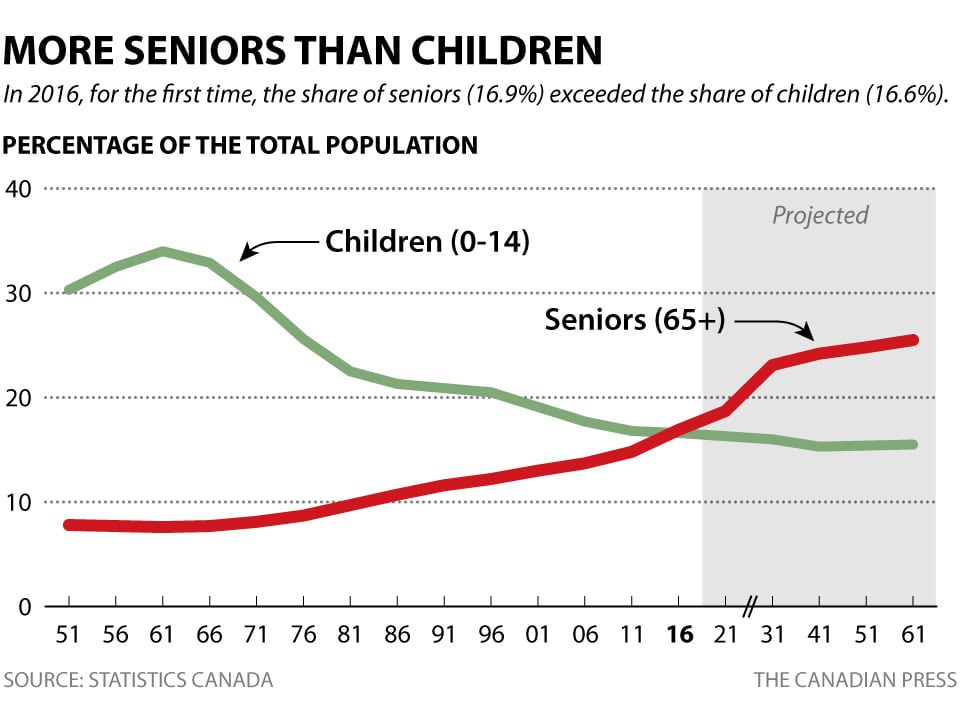 MORE SENIORS THAN CHILDREN
In 2016, for the first time, the share of seniors (16.9%) exceeded the share of children (16.6%).
PERCENTAGE OF THE TOTAL POPULATION
40
Projected
Children (0-14)
30
Seniors (65+)
20
10
0
51 56 61 66 71 76 81 86 91 96 01 06 11 16 21 31 41 51 61
SOURCE: STATISTICS CANADA THE CANADIAN PRESS